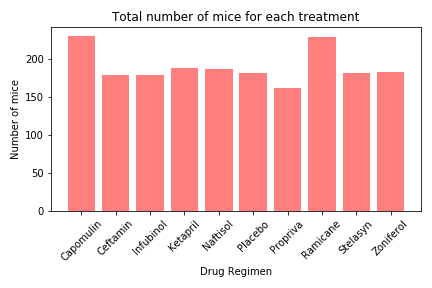 Total number of mice for each treatment
Number of mice
200
150
100
50
0
Capomulin
Ceftamin
Infubinol
Ketapril
Naftisol
Placebo
Propriva
Ramicane
Stelasyn
Zoniferol
Drug Regimen